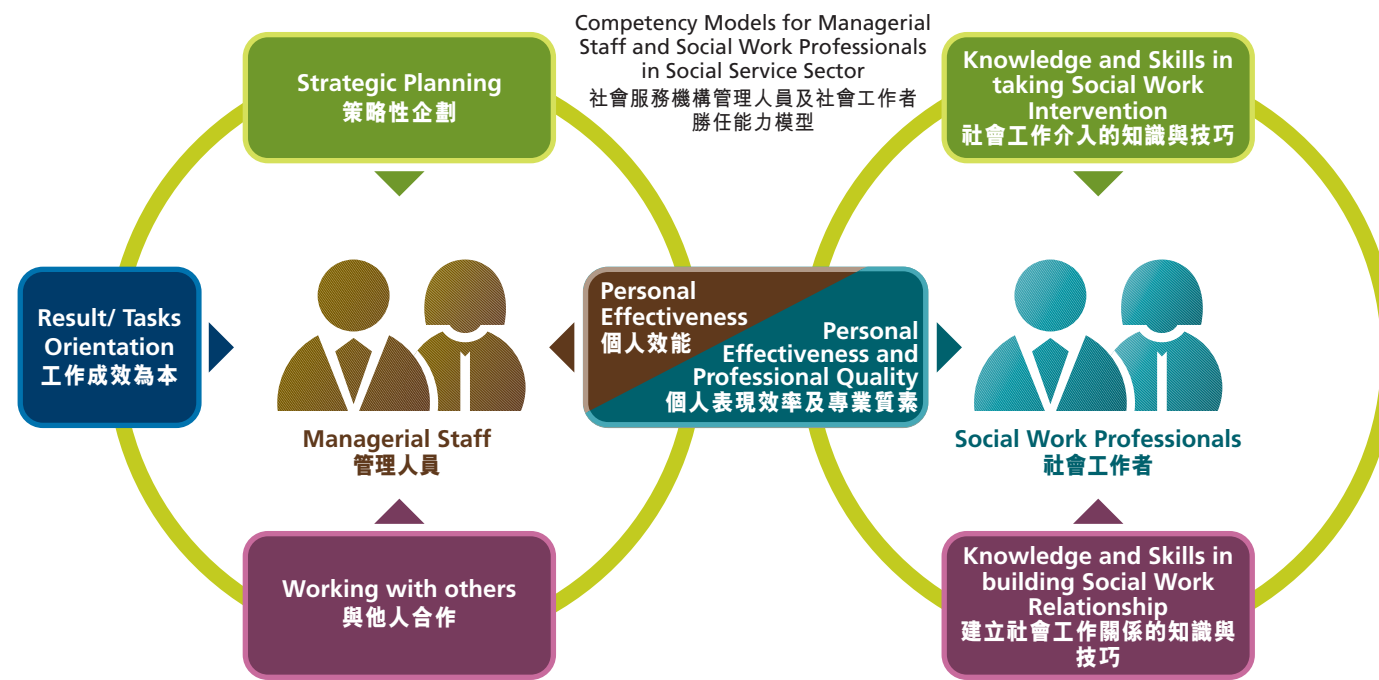 Competency Models for Managerial
Staff and Social Work Professionals
in Social Service Sector
社會服務機構管理人員及社會工作者
勝任能力模型
Strategic Planning
策略性企劃
Result/ Tasks
Orientation
工作成效為本
Managerial Staff
管理人員
Working with others
與他人合作
Personal
Effectiveness
個人效能
Personal
Effectiveness and
Professional Quality
個人表現效率及專業質素
Knowledge and Skills in
taking Social Work
Intervention
社會工作介入的知識與技巧
Social Work Professionals
社會工作者
Knowledge and Skills in
building Social Work
Relationship
建立社會工作關係的知識與
技巧